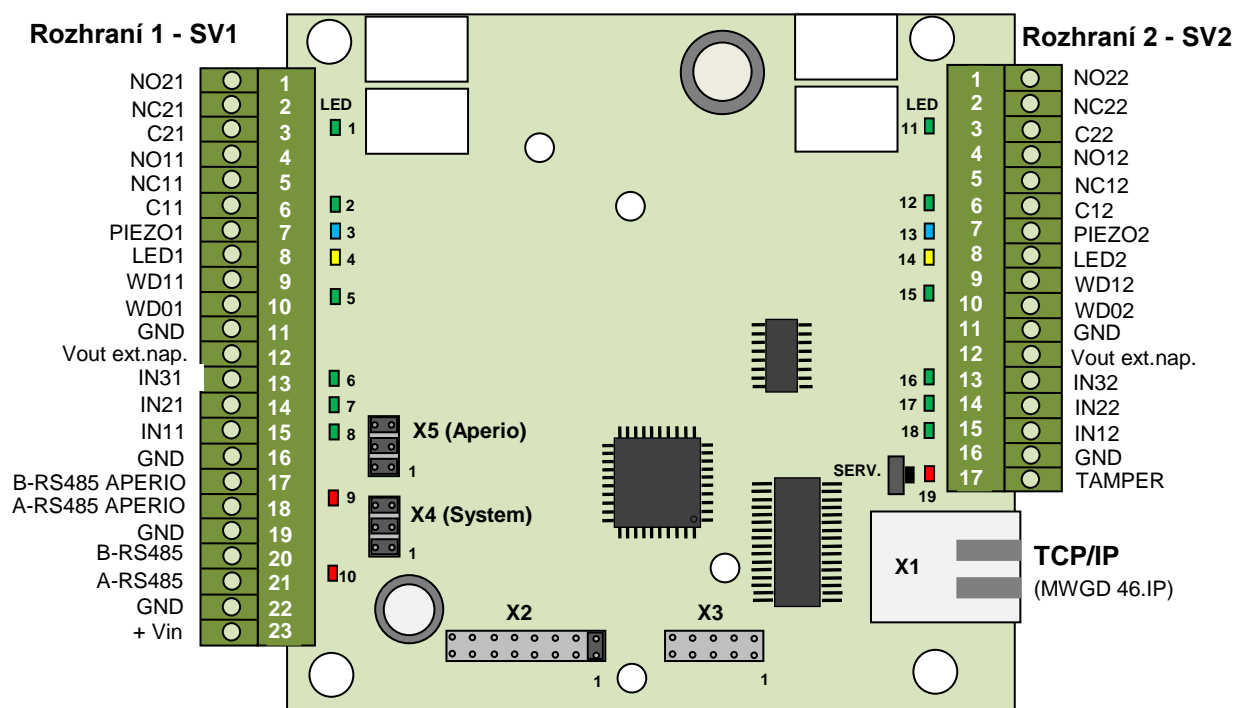 Rozhraní 1 - SV1
NO21 1
NC21 2
C21 3
NO11 4
NC11 5
C11 6
PIEZO1 7
LED1 8
WD11 9
WD01 10
GND 11
Vout ext.nap. 12
IN31 13
IN21 14
IN11 15
GND 16
B-RS485 APERIO 17
A-RS485 APERIO 18
GND 19
B-RS485 20
A-RS485 21
GND 22
+ Vin 23
LED
1
2
3
4
5
6
7
8
9
10
X5 (Aperio)
1
X4 (System)
1
X2
1
X3
1
LED
11
12
13
14
15
16
17
18
SERV.
19
Rozhraní 2 - SV2
1 NO22
2 NC22
3 C22
4 NO12
5 NC12
6 C12
7 PIEZO2
8 LED2
9 WD12
10 WD02
11 GND
12 Vout ext.nap.
13 IN32
14 IN22
15 IN12
16 GND
17 TAMPER
X1
TCP/IP
(MWGD 46.IP)